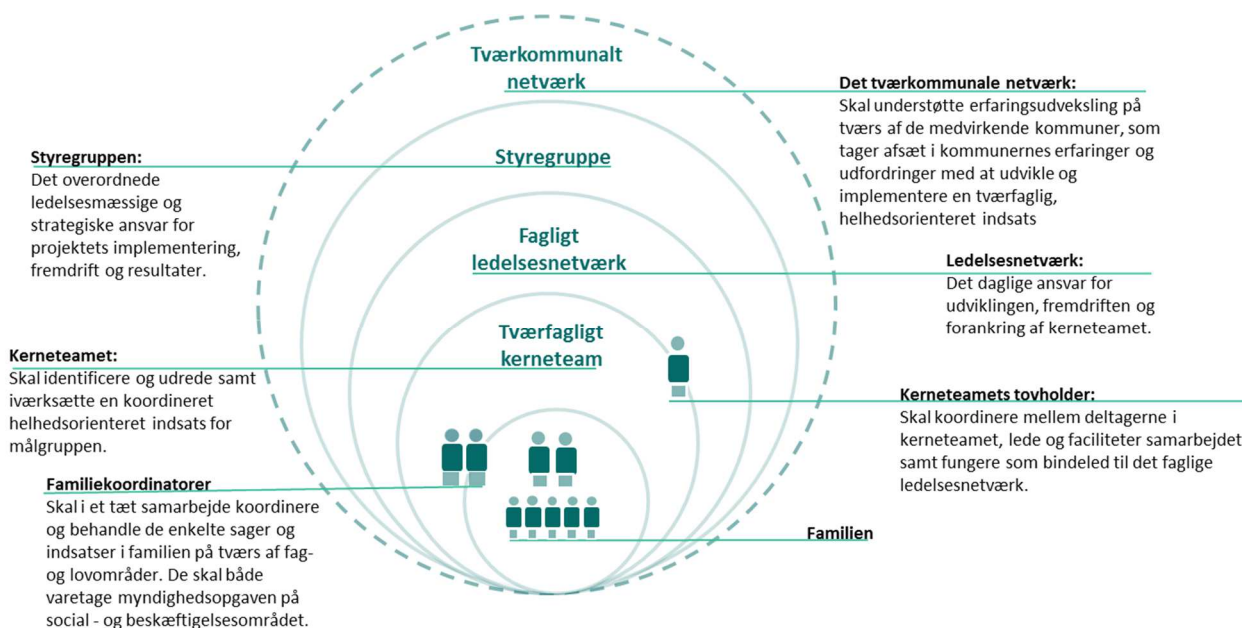 Tværkommunalt
netværk
Styregruppe
Fagligt
ledelsesnetværk
Tværfagligt
kerneteam
Styregruppen:
Det overordnede
ledelsesmæssige og
strategiske ansvar for
projektets implementering,
fremdrift og resultater.
Kerneteamet:
Skal identificere og udrede samt
iværksætte en koordineret
helhedsorienteret indsats for
målgruppen.
Familiekoordinatorer
Skal i et tæt samarbejde koordinere
og behandle de enkelte sager og
indsatser i familien på tværs af fag-
og lovområder. De skal både
varetage myndighedsopgaven på
social - og beskæftigelsesområdet.
Det tværkommunale netværk:
Skal understøtte erfaringsudveksling på
tværs af de medvirkende kommuner, som
tager afsæt i kommunernes erfaringer og
udfordringer med at udvikle og
implementere en tværfaglig,
helhedsorienteret indsats
Ledelsesnetværk:
Det daglige ansvar for
udviklingen, fremdriften og
forankring af kerneteamet.
Kerneteamets tovholder:
Skal koordinere mellem deltagerne i
kerneteamet, lede og faciliteter samarbejdet
samt fungere som bindeled til det faglige
ledelsesnetværk.
Familien